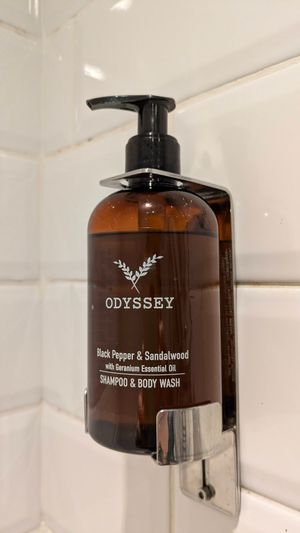 ODYSSEY
Black Pepper & Sandalwood
with Geranium Essential Oil
SHAMPOO & BODY WASH